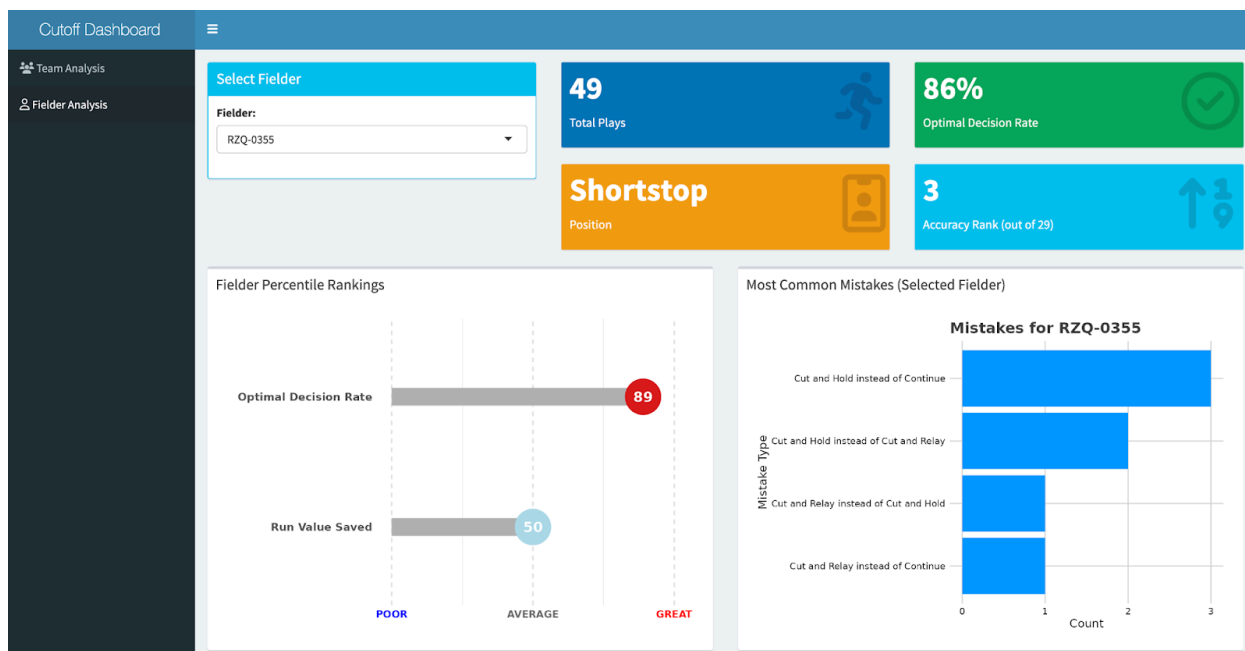 Cutoff Dashboard
Team Analysis
Fielder Analysis
Select Fielder
Fielder:
RZQ-0355
49
Total Plays
86%
Optimal Decision Rate
Shortstop
Position
3
Accuracy Rank (out of 29)
1
9
Fielder Percentile Rankings
Optimal Decision Rate
89
Run Value Saved
50
POOR
AVERAGE
GREAT
Most Common Mistakes (Selected Fielder)
Mistakes for RZQ-0355
Mistake Type
Cut and Hold instead of Continue
Cut and Hold instead of Cut and Relay
Cut and Relay instead of Cut and Hold
Cut and Relay instead of Continue
0 1 2 3
Count